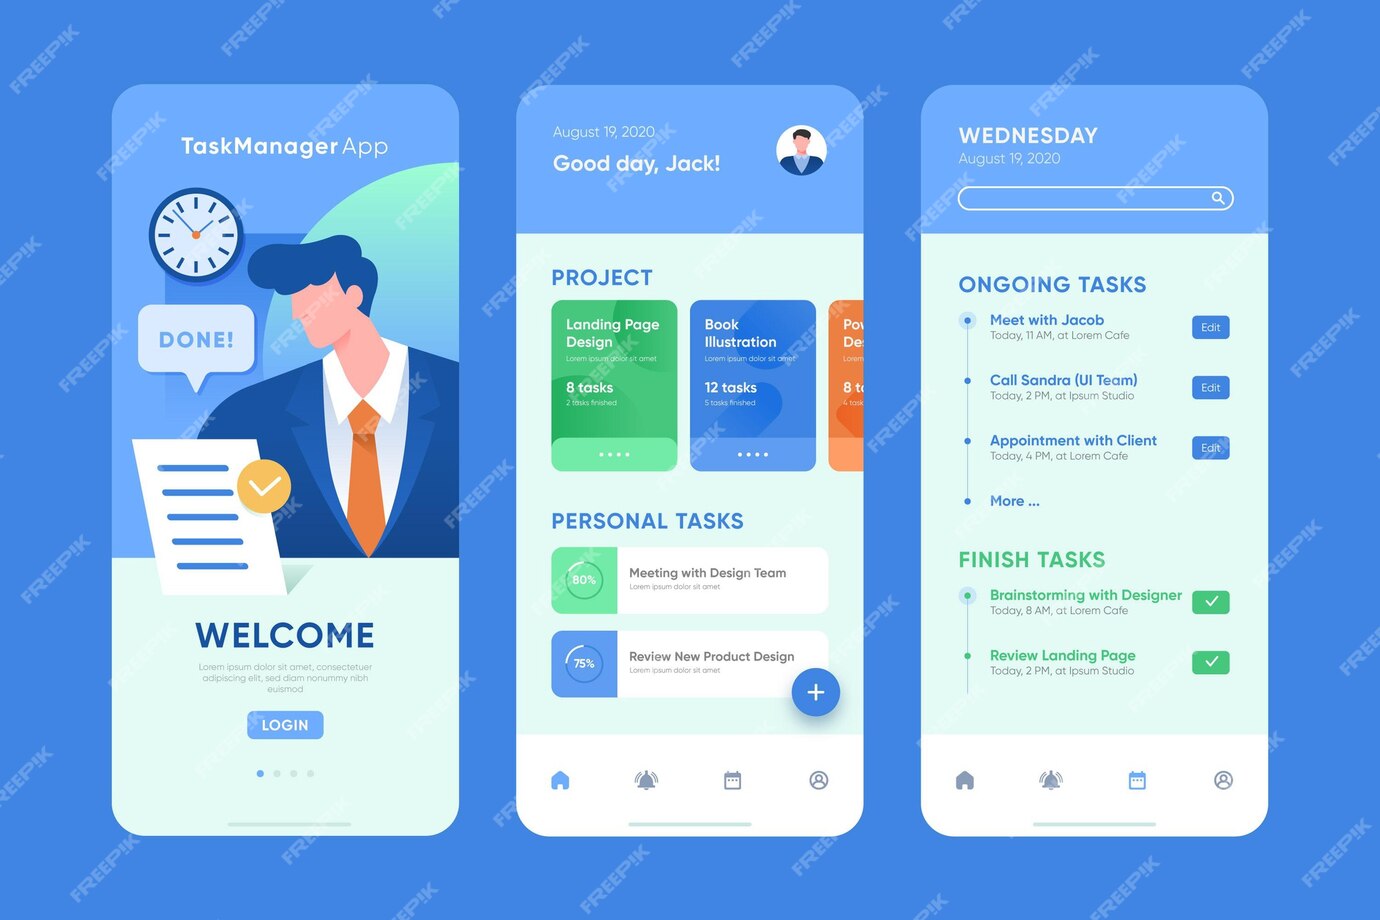 TaskManager App
DONE!
WELCOME
Lorem ipsum dolor sit amet, consectetuer
adipiscing elit, sed diam nonummy nibh
euismod
LOGIN
August 19, 2020
Good day, Jack!
PROJECT
Landing Page
Design
Lorem ipsum dolor sit amet
8 tasks
2 tasks finished
Book
Illustration
Lorem ipsum dolor sit amet
12 tasks
5 tasks finished
Pow
Des
Lorem
8 t
4 task
PERSONAL TASKS
80%
Meeting with Design Team
Lorem ipsum dolor sit amet
75%
Review New Product Design
Lorem ipsum dolor sit amet
+
WEDNESDAY
August 19, 2020
ONGOING TASKS
Meet with Jacob
Today, 11 AM, at Lorem Cafe
Edit
Call Sandra (UI Team)
Today, 2 PM, at Ipsum Studio
Edit
Appointment with Client
Today, 4 PM, at Lorem Cafe
Edit
More ...
FINISH TASKS
Brainstorming with Designer
Today, 8 AM, at Lorem Cafe
Review Landing Page
Today, 2 PM, at Ipsum Studio
FREEPIK